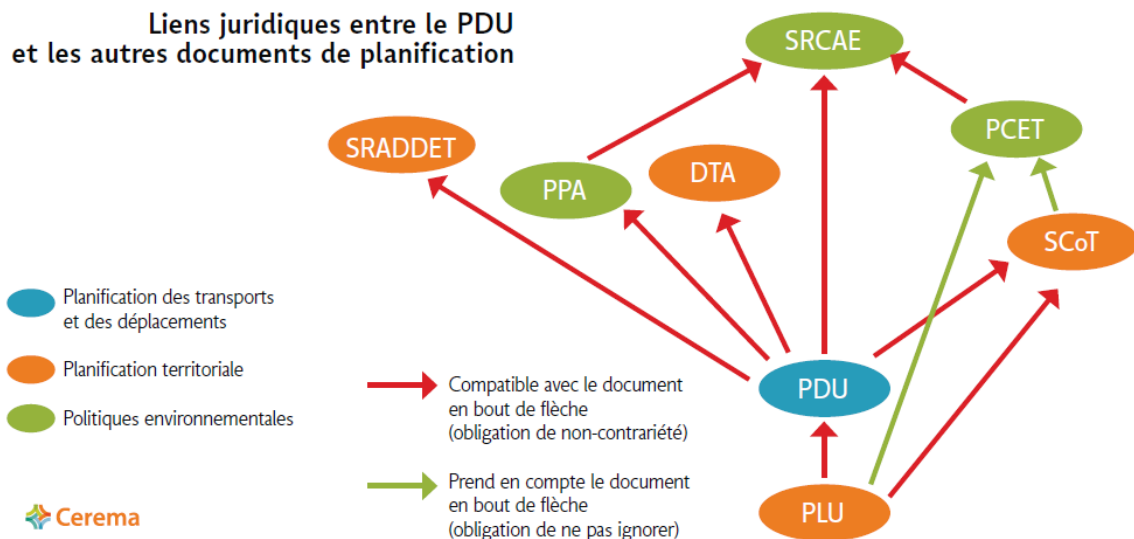 Liens juridiques entre le PDU
et les autres documents de planification
SRCAE
PCET
SRADDET
DTA
PPA
SCoT
Planification des transports
et des déplacements
Planification territoriale
Politiques environnementales
Compatible avec le document
en bout de flèche
(obligation de non-contrariété)
PDU
Prend en compte le document
en bout de flèche
(obligation de ne pas ignorer)
PLU
Cerema